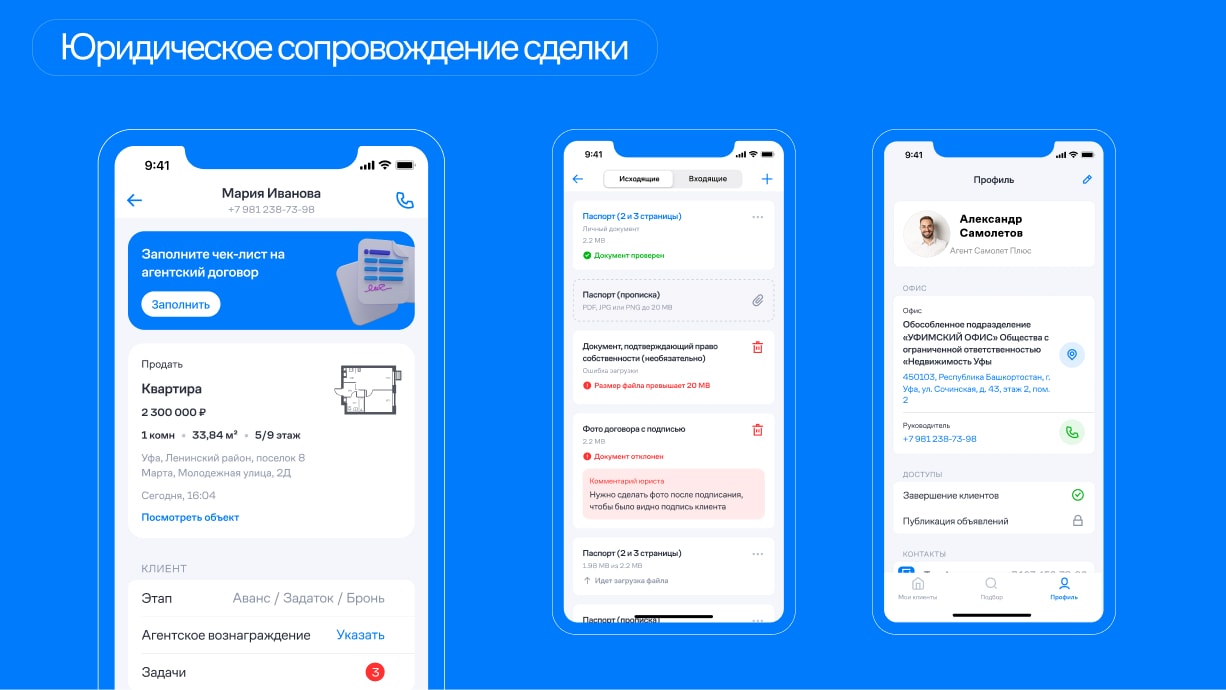 Юридическое сопровождение сделки
9:41
Мария Иванова
+7 981 238-73-98
Заполните чек-лист на
агентский договор
Заполнить
Продать
Квартира
2 300 000 ₽
1 комн • 33,84 м² • 5/9 этаж
Уфа, Ленинский район, поселок 8
Марта, Молодежная улица, 2Д
Сегодня, 16:04
Посмотреть объект
КЛИЕНТ
Этап Аванс / Задаток / Бронь
Агентское вознаграждение Указать
Задачи 3
9:41
Исходящие Входящие
Паспорт (2 и 3 страницы)
Личный документ
2.2 MB
Документ проверен
Паспорт (прописка)
PDF, JPG или PNG до 20 MB
Документ, подтверждающий право
собственности (необязательно)
Ошибка загрузки
Размер файла превышает 20 MB
Фото договора с подписью
2.2 MB
Документ отклонен
Комментарий юриста
Нужно сделать фото после подписания,
чтобы было видно подпись клиента
Паспорт (2 и 3 страницы)
1.98 MB из 2.2 MB
Идет загрузка файла
Паспорт (прописка)
9:41
Профиль
Александр
Самолетов
Агент Самолет Плюс
ОФИС
Офис
Обособленное подразделение
«УФИМСКИЙ ОФИС» Общества с
ограниченной ответственностью
«Недвижимость Уфы
450103, Республика Башкортостан, г.
Уфа, ул. Сочинская, д. 43, этаж 2, пом.
2
Руководитель
+7 981 238-73-98
ДОСТУПЫ
Завершение клиентов
Публикация объявлений
КОНТАКТЫ
Мои клиенты Подбор Профиль